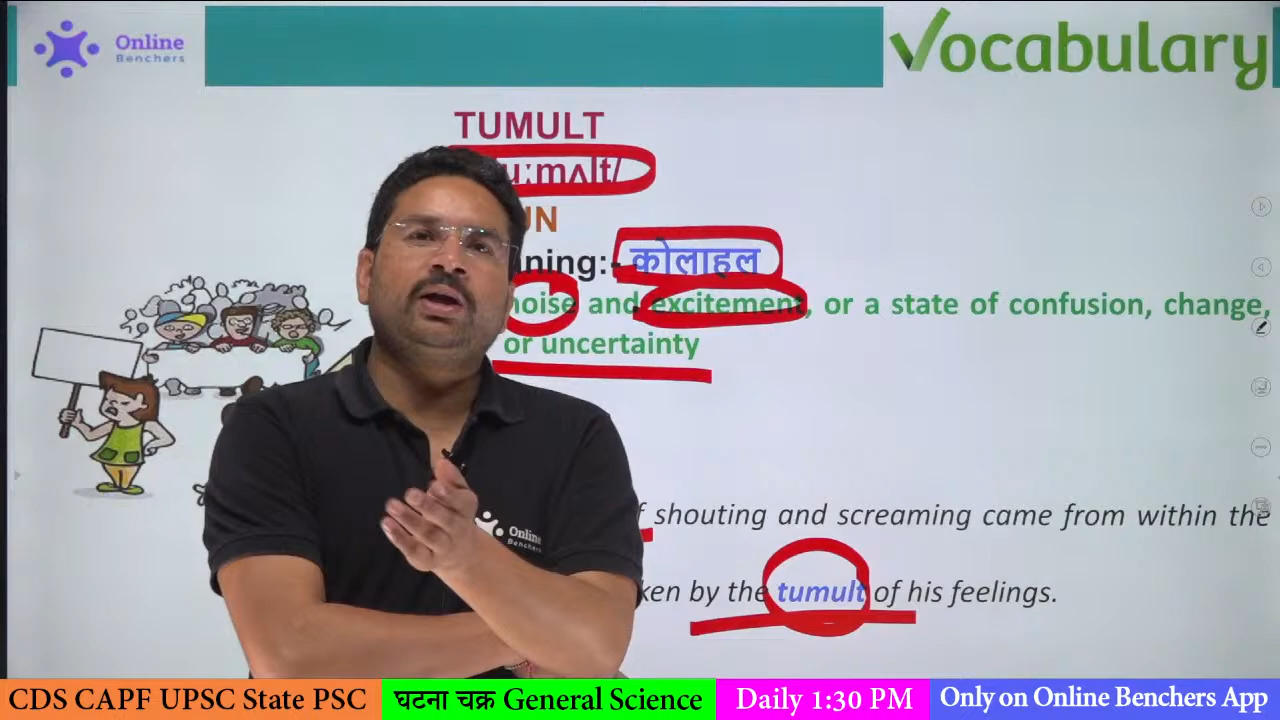 Online
Benchers
Vocabulary
TUMULT
u:mʌlt/
UN
ning:- कोलाहल
noise and excitement, or a state of confusion, change,
or uncertainty
f shouting and screaming came from within the
ken by the tumult of his feelings.
Online
Benchers
CDS CAPF UPSC State PSC
घटना चक्र General Science
Daily 1:30 PM
Only on Online Benchers App